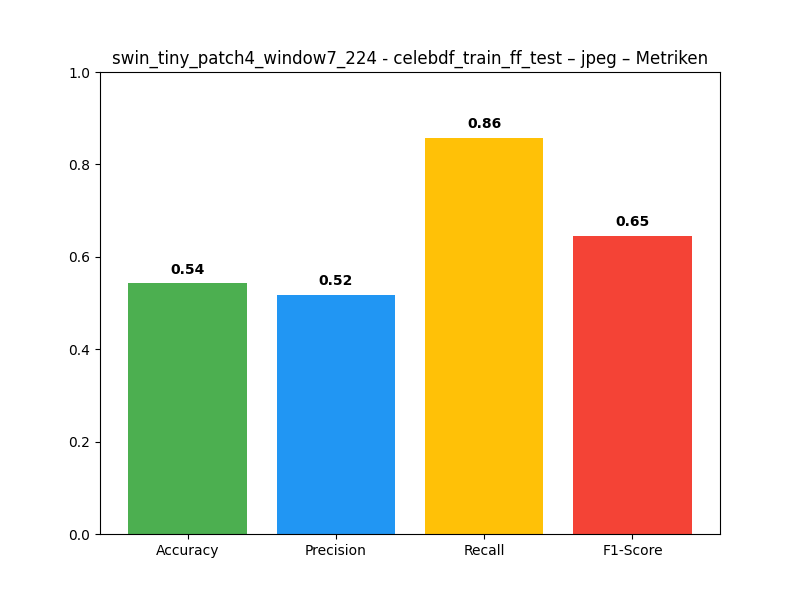 swin_tiny_patch4_window7_224 - celebdf_train_ff_test – jpeg – Metriken
1.0
0.8
0.6
0.4
0.2
0.0
0.54
0.52
0.86
0.65
Accuracy
Precision
Recall
F1-Score